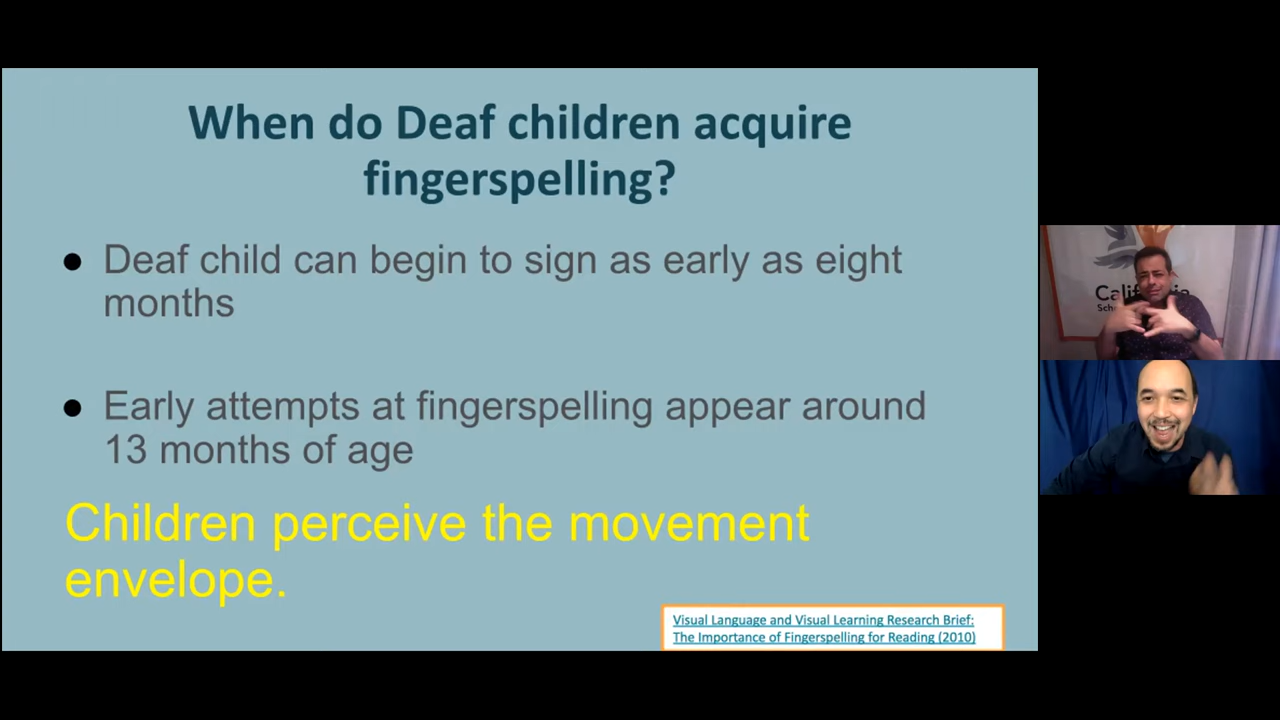 When do Deaf children acquire
fingerspelling?
● Deaf child can begin to sign as early as eight
months
● Early attempts at fingerspelling appear around
13 months of age
Children perceive the movement
envelope.
Visual Language and Visual Learning Research Brief:
The Importance of Fingerspelling for Reading (2010)